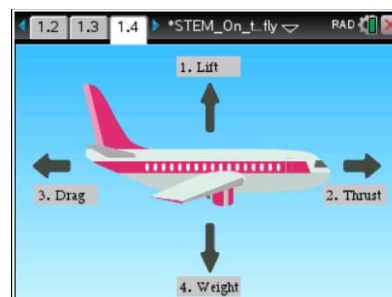 1.2 1.3 1.4 *STEM_On_t...fly RAD
1. Lift
3. Drag
2. Thrust
4. Weight